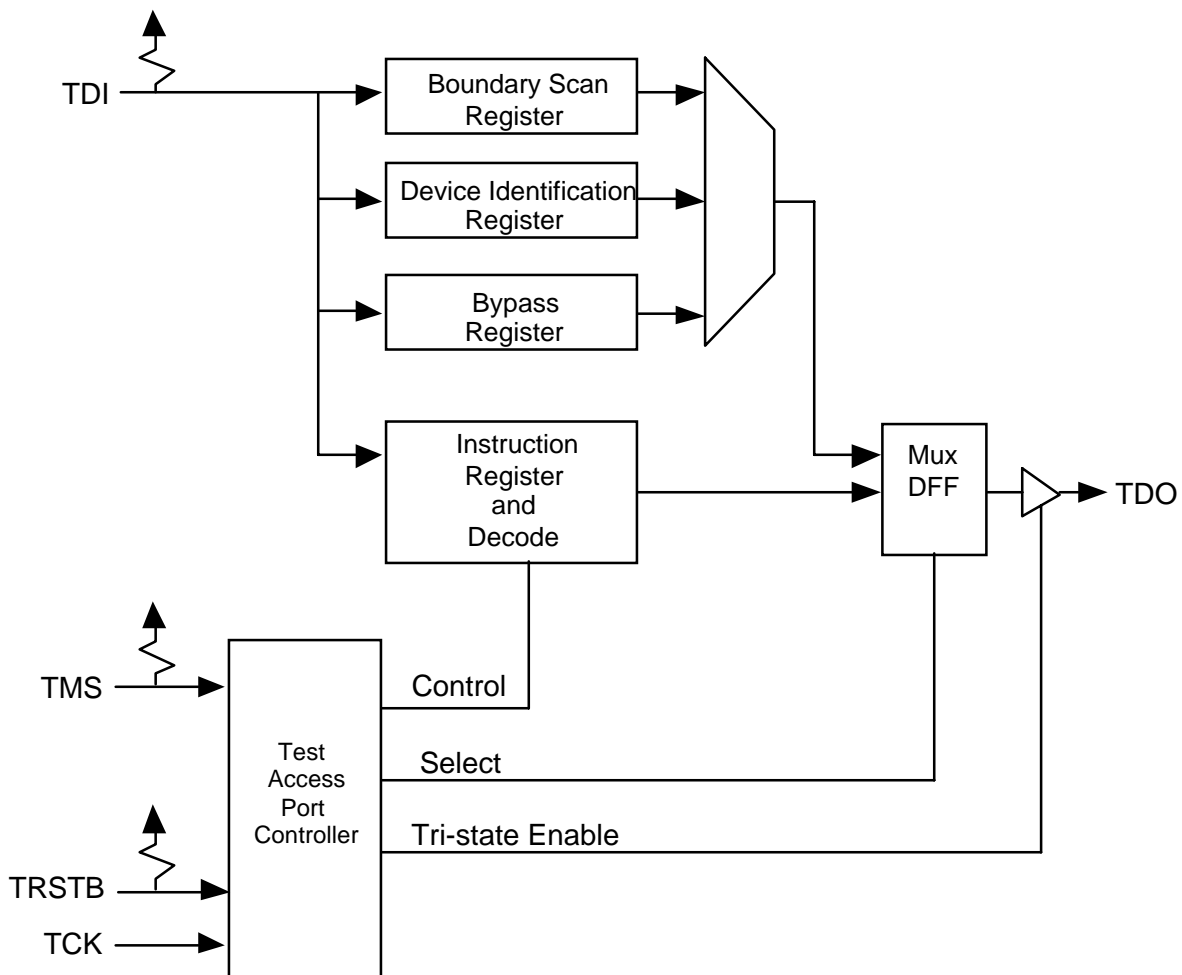 TDI
Boundary Scan
Register
Device Identification
Register
Bypass
Register
Instruction
Register
and
Decode
Mux
DFF
TDO
TMS
Control
Test
Access
Port
Controller
Select
Tri-state Enable
TRSTB
TCK